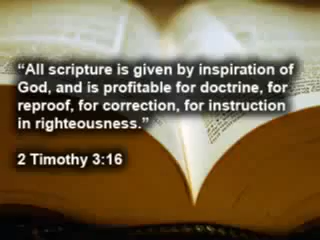 “All scripture is given by inspiration of
God, and is profitable for doctrine, for
reproof, for correction, for instruction
in righteousness.”
2 Timothy 3:16